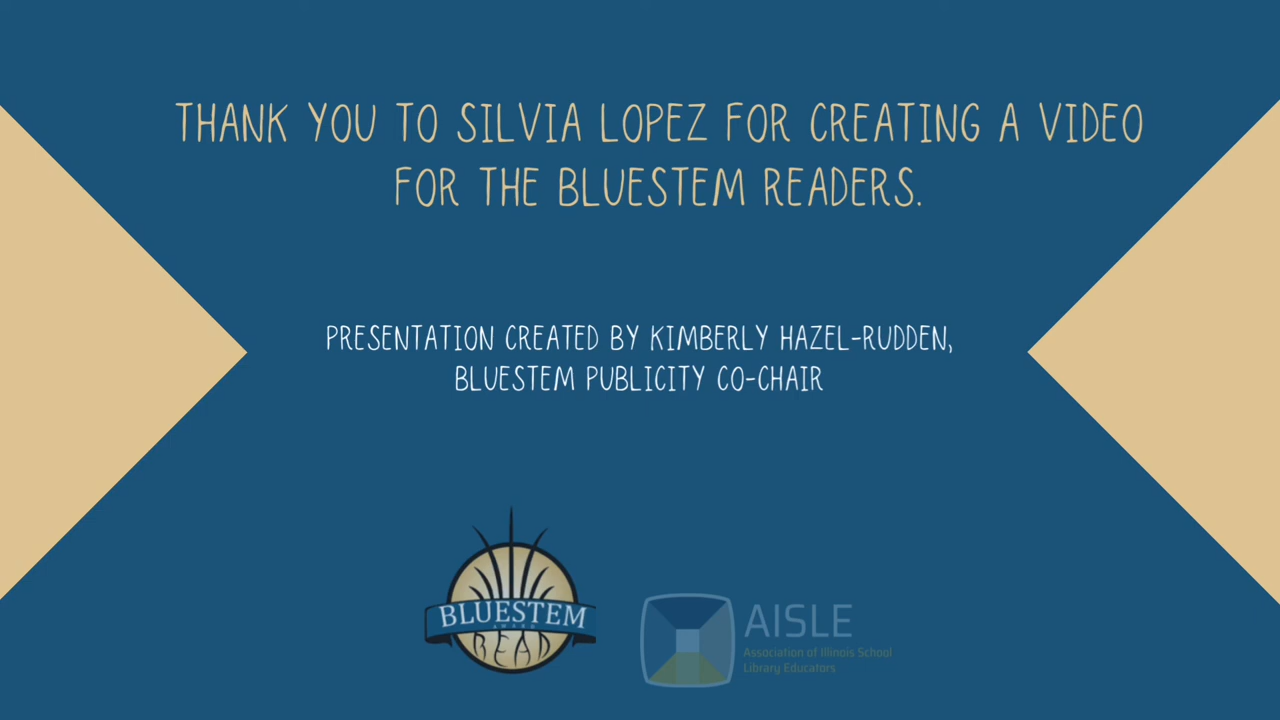 THANK YOU TO SILVIA LOPEZ FOR CREATING A VIDEO
FOR THE BLUESTEM READERS.
PRESENTATION CREATED BY KIMBERLY HAZEL-RUDDEN,
BLUESTEM PUBLICITY CO-CHAIR
BLUESTEM
AWARD
READ
AISLE
Association of Illinois School
Library Educators